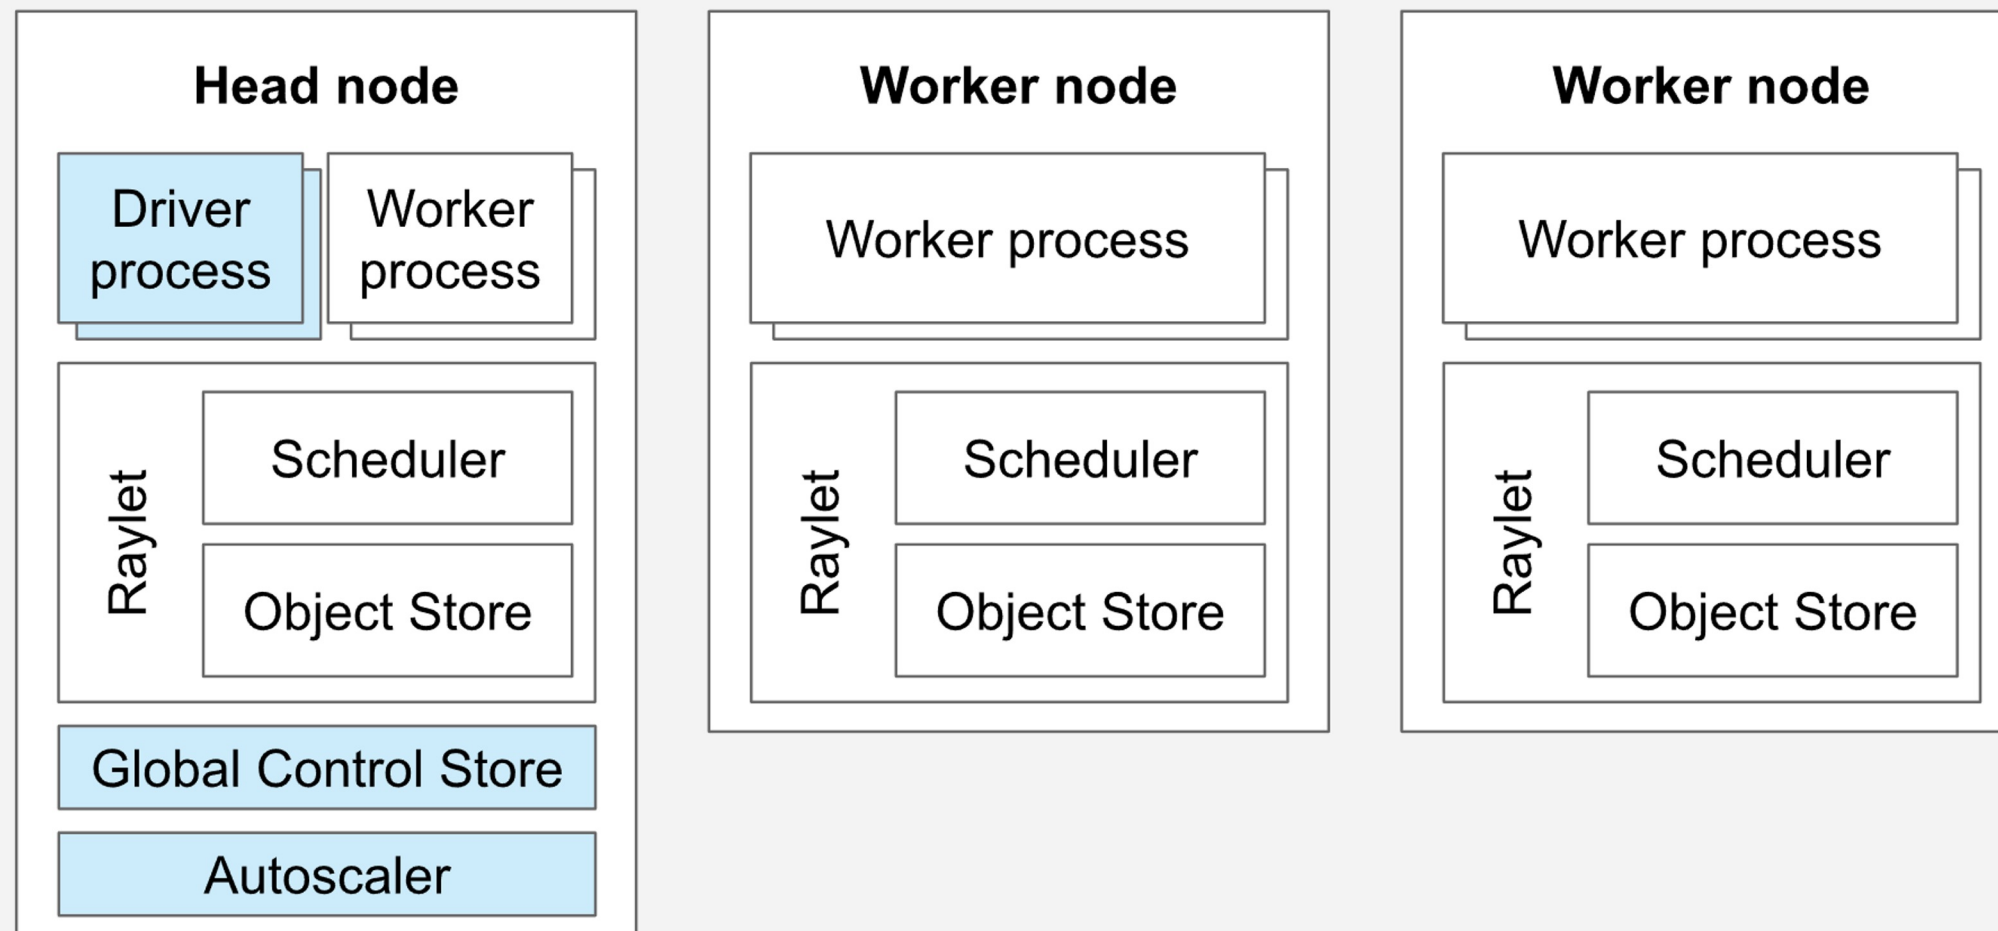 Head node
Driver
process
Worker
process
Raylet
Scheduler
Object Store
Global Control Store
Autoscaler
Worker node
Worker process
Raylet
Scheduler
Object Store
Worker node
Worker process
Raylet
Scheduler
Object Store